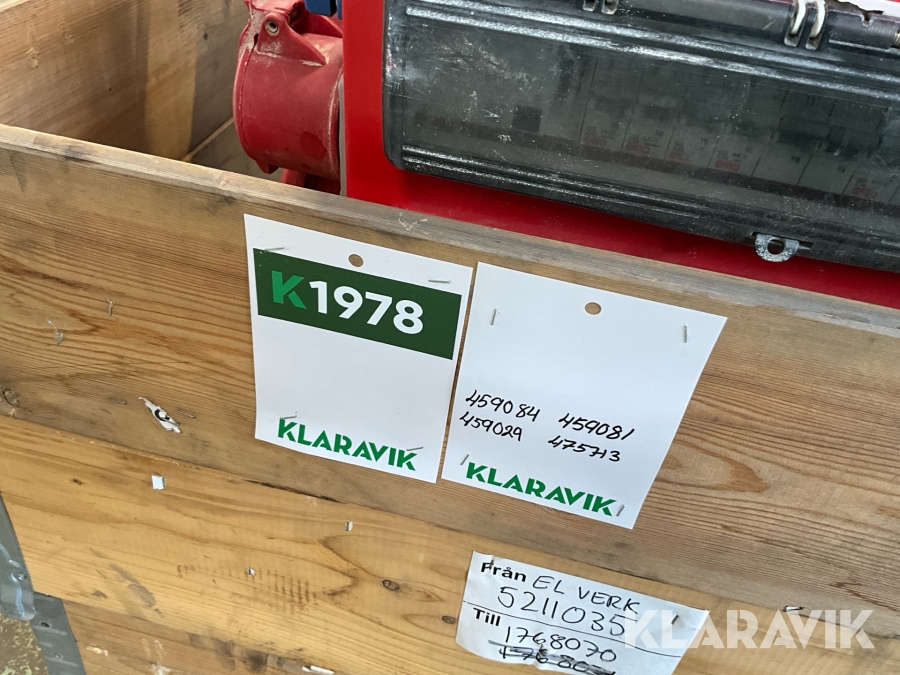 K1978
KLARAVIK
459084 459081
459029 475713
KLARAVIK
Från EL VERK
5211035
Till
1768070
KLARAVIK